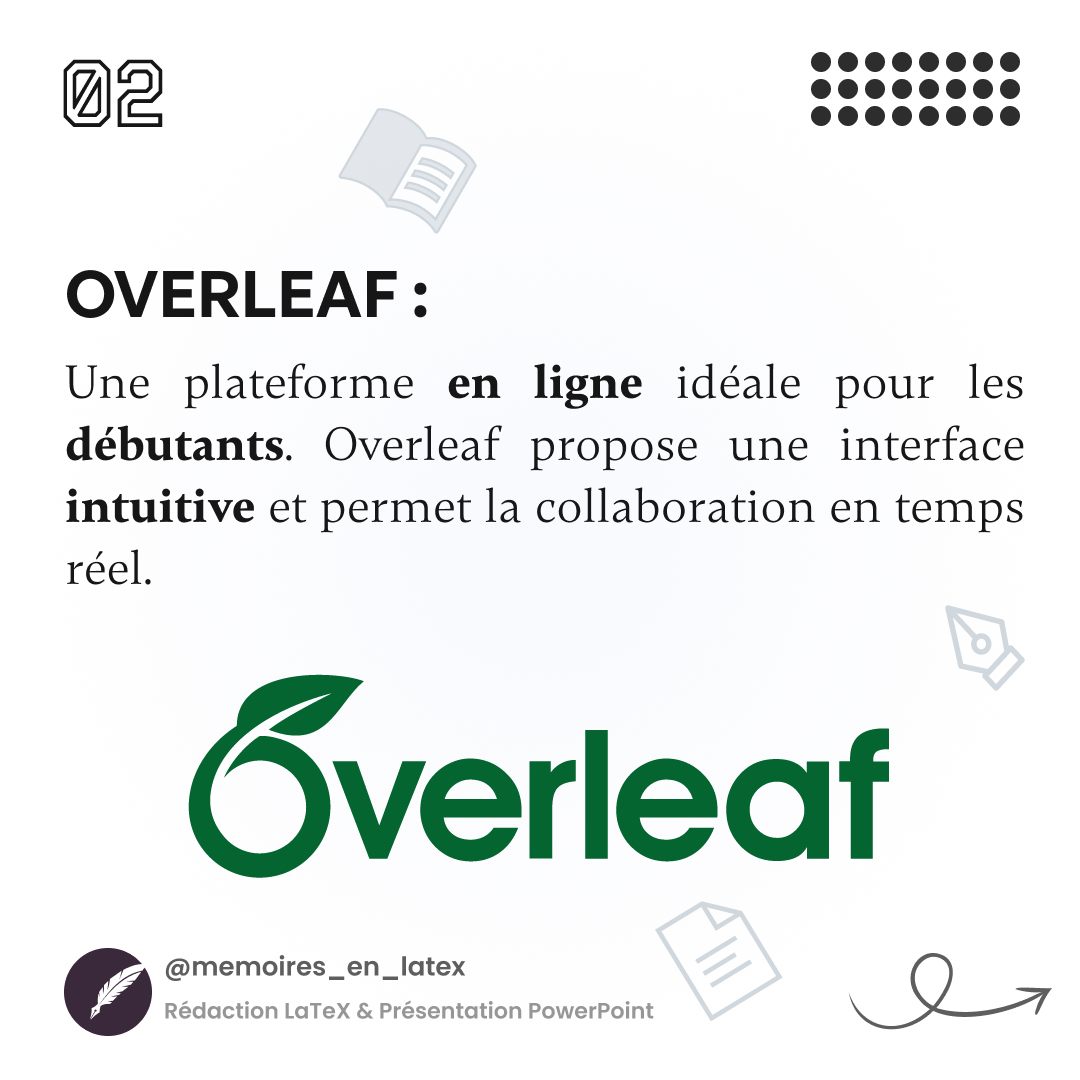 02
OVERLEAF :
Une plateforme en ligne idéale pour les
débutants. Overleaf propose une interface
intuitive et permet la collaboration en temps
réel.
Overleaf
@memoires_en_latex
Rédaction LaTeX & Présentation PowerPoint